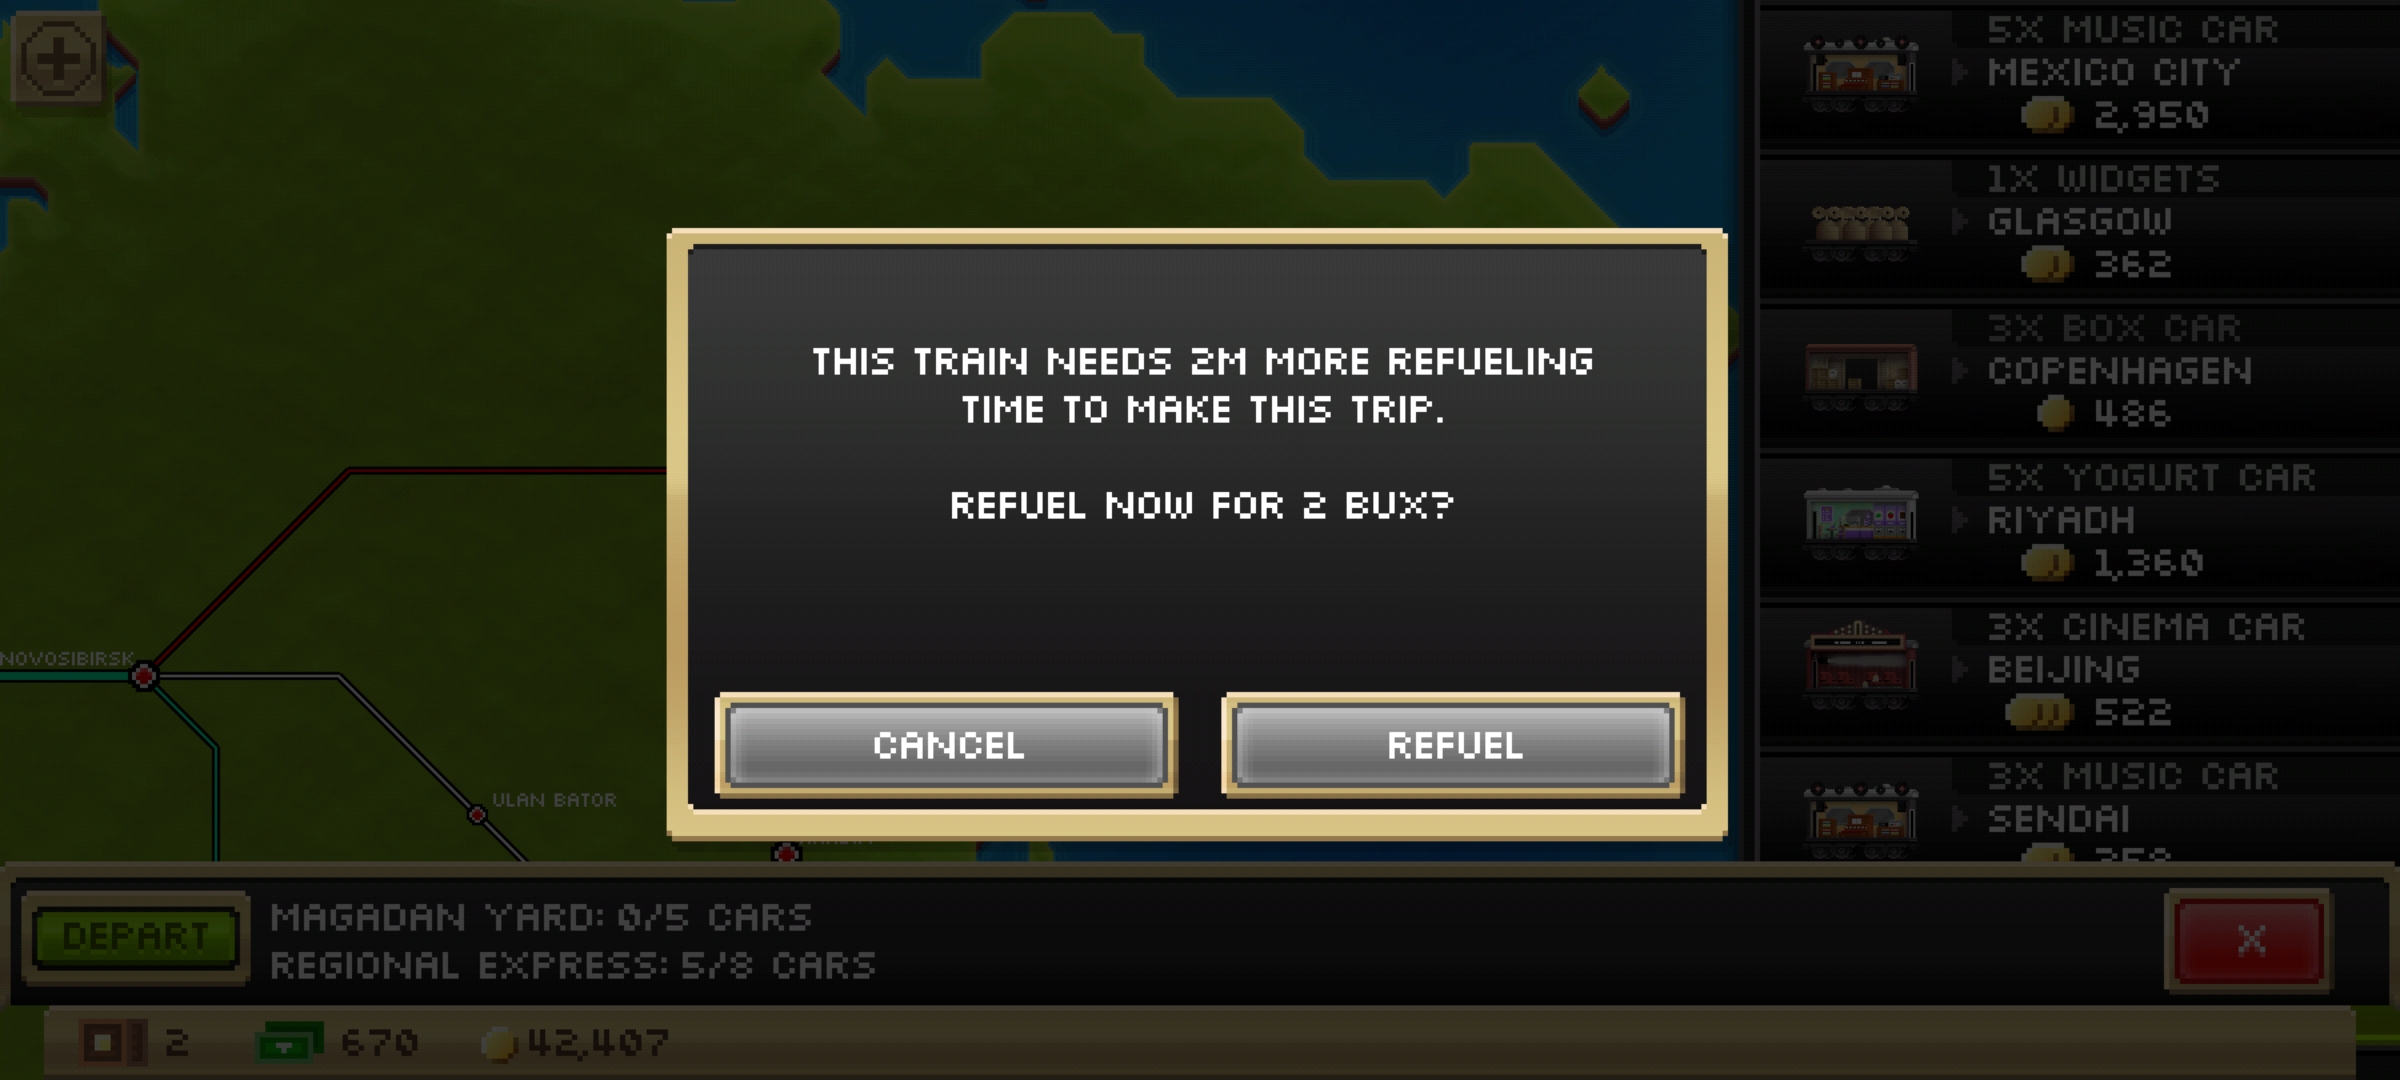 5X MUSIC CAR
MEXICO CITY
2,950
1X WIDGETS
GLASGOW
362
3X BOX CAR
COPENHAGEN
486
5X YOGURT CAR
RIYADH
1,360
3X CINEMA CAR
BEIJING
522
3X MUSIC CAR
SENDAI
THIS TRAIN NEEDS 2M MORE REFUELING
TIME TO MAKE THIS TRIP.
REFUEL NOW FOR 2 BUX?
CANCEL
REFUEL
NOVOSIBIRSK
ULAN BATOR
DEPART
MAGADAN YARD: 0/5 CARS
REGIONAL EXPRESS: 5/8 CARS
X
2
670
42,407